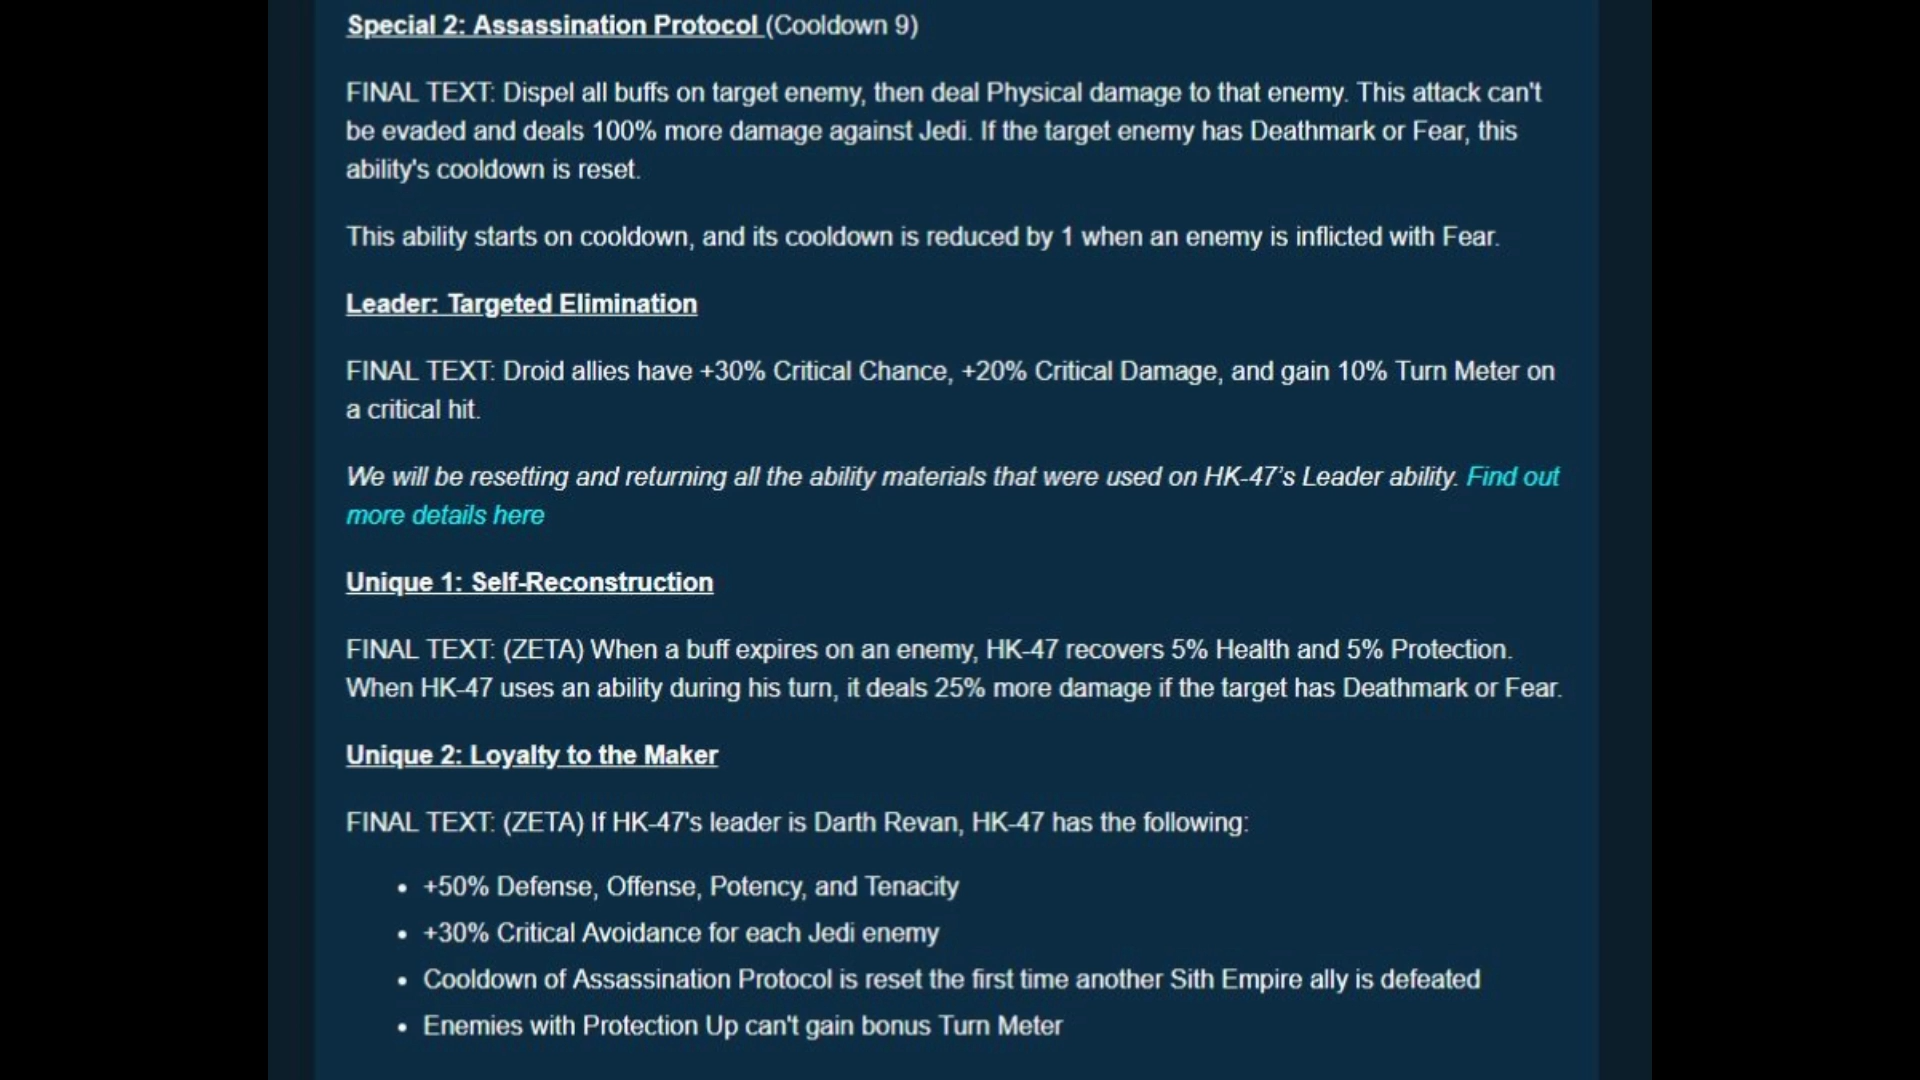 Special 2: Assassination Protocol (Cooldown 9)
FINAL TEXT: Dispel all buffs on target enemy, then deal Physical damage to that enemy. This attack can't
be evaded and deals 100% more damage against Jedi. If the target enemy has Deathmark or Fear, this
ability's cooldown is reset.
This ability starts on cooldown, and its cooldown is reduced by 1 when an enemy is inflicted with Fear.
Leader: Targeted Elimination
FINAL TEXT: Droid allies have +30% Critical Chance, +20% Critical Damage, and gain 10% Turn Meter on
a critical hit.
We will be resetting and returning all the ability materials that were used on HK-47’s Leader ability. Find out
more details here
Unique 1: Self-Reconstruction
FINAL TEXT: (ZETA) When a buff expires on an enemy, HK-47 recovers 5% Health and 5% Protection.
When HK-47 uses an ability during his turn, it deals 25% more damage if the target has Deathmark or Fear.
Unique 2: Loyalty to the Maker
FINAL TEXT: (ZETA) If HK-47's leader is Darth Revan, HK-47 has the following:
• +50% Defense, Offense, Potency, and Tenacity
• +30% Critical Avoidance for each Jedi enemy
• Cooldown of Assassination Protocol is reset the first time another Sith Empire ally is defeated
• Enemies with Protection Up can't gain bonus Turn Meter